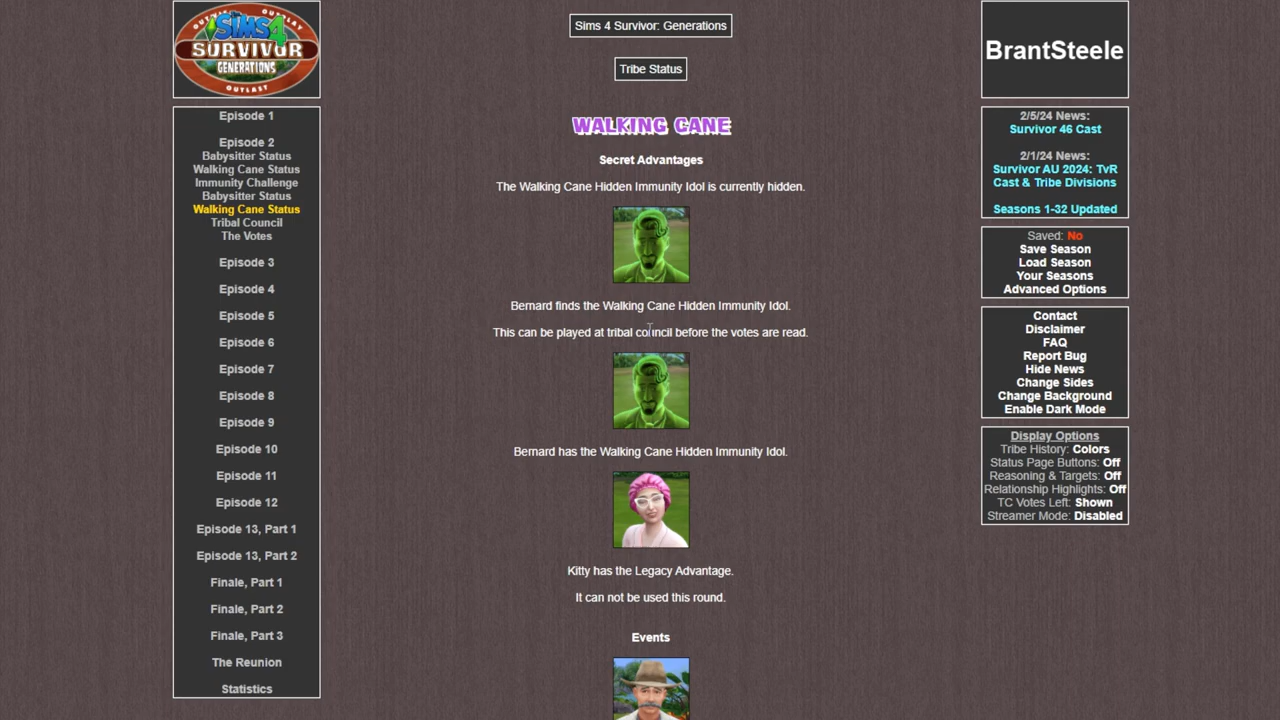 OUTWIT OUTPLAY
THE SIMS 4
SURVIVOR
GENERATIONS
OUTLAST
Episode 1
Episode 2
Babysitter Status
Walking Cane Status
Immunity Challenge
Babysitter Status
Walking Cane Status
Tribal Council
The Votes
Episode 3
Episode 4
Episode 5
Episode 6
Episode 7
Episode 8
Episode 9
Episode 10
Episode 11
Episode 12
Episode 13, Part 1
Episode 13, Part 2
Finale, Part 1
Finale, Part 2
Finale, Part 3
The Reunion
Statistics
Sims 4 Survivor: Generations
Tribe Status
WALKING CANE
Secret Advantages
The Walking Cane Hidden Immunity Idol is currently hidden.
Bernard finds the Walking Cane Hidden Immunity Idol.
This can be played at tribal council before the votes are read.
Bernard has the Walking Cane Hidden Immunity Idol.
Kitty has the Legacy Advantage.
It can not be used this round.
Events
BrantSteele
2/5/24 News:
Survivor 46 Cast
2/1/24 News:
Survivor AU 2024: TvR
Cast & Tribe Divisions
Seasons 1-32 Updated
Saved: No
Save Season
Load Season
Your Seasons
Advanced Options
Contact
Disclaimer
FAQ
Report Bug
Hide News
Change Sides
Change Background
Enable Dark Mode
Display Options
Tribe History: Colors
Status Page Buttons: Off
Reasoning & Targets: Off
Relationship Highlights: Off
TC Votes Left: Shown
Streamer Mode: Disabled